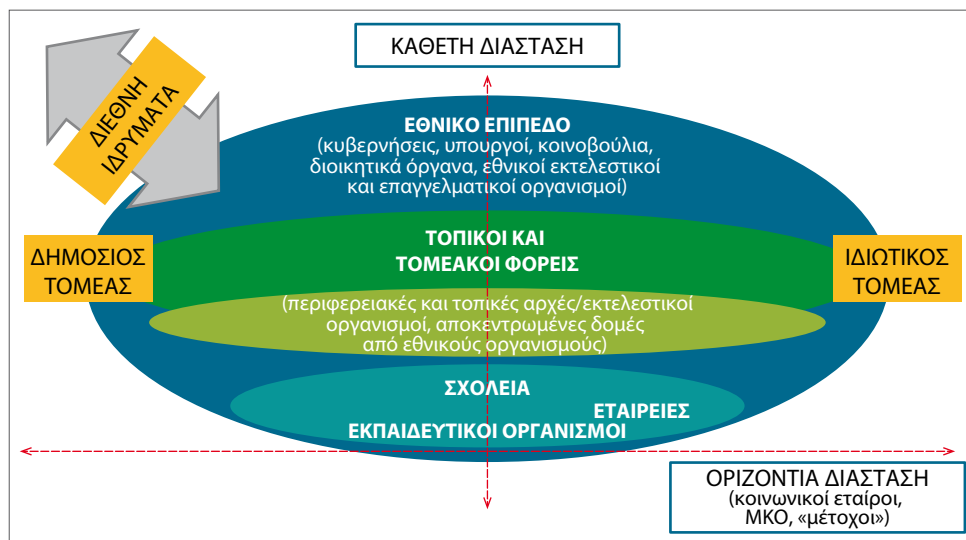 ΚΑΘΕΤΗ ΔΙΑΣΤΑΣΗ
ΔΙΕΘΝΗ
ΙΔΡΥΜΑΤΑ
ΕΘΝΙΚΟ ΕΠΙΠΕΔΟ
(κυβερνήσεις, υπουργοί, κοινοβούλια,
διοικητικά όργανα, εθνικοί εκτελεστικοί
και επαγγελματικοί οργανισμοί)
ΔΗΜΟΣΙΟΣ
ΤΟΜΕΑΣ
ΤΟΠΙΚΟΙ ΚΑΙ
ΤΟΜΕΑΚΟΙ ΦΟΡΕΙΣ
ΙΔΙΩΤΙΚΟΣ
ΤΟΜΕΑΣ
(περιφερειακές και τοπικές αρχές/εκτελεστικοί
οργανισμοί, αποκεντρωμένες δομές
από εθνικούς οργανισμούς)
ΣΧΟΛΕΙΑ
ΕΤΑΙΡΕΙΕΣ
ΕΚΠΑΙΔΕΥΤΙΚΟΙ ΟΡΓΑΝΙΣΜΟΙ
ΟΡΙΖΟΝΤΙΑ ΔΙΑΣΤΑΣΗ
(κοινωνικοί εταίροι,
ΜΚΟ, «μέτοχοι»)